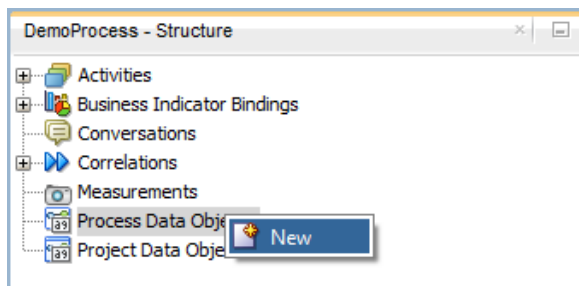 DemoProcess - Structure
Activities
Business Indicator Bindings
Conversations
Correlations
Measurements
Process Data Obje
New
Project Data Obje